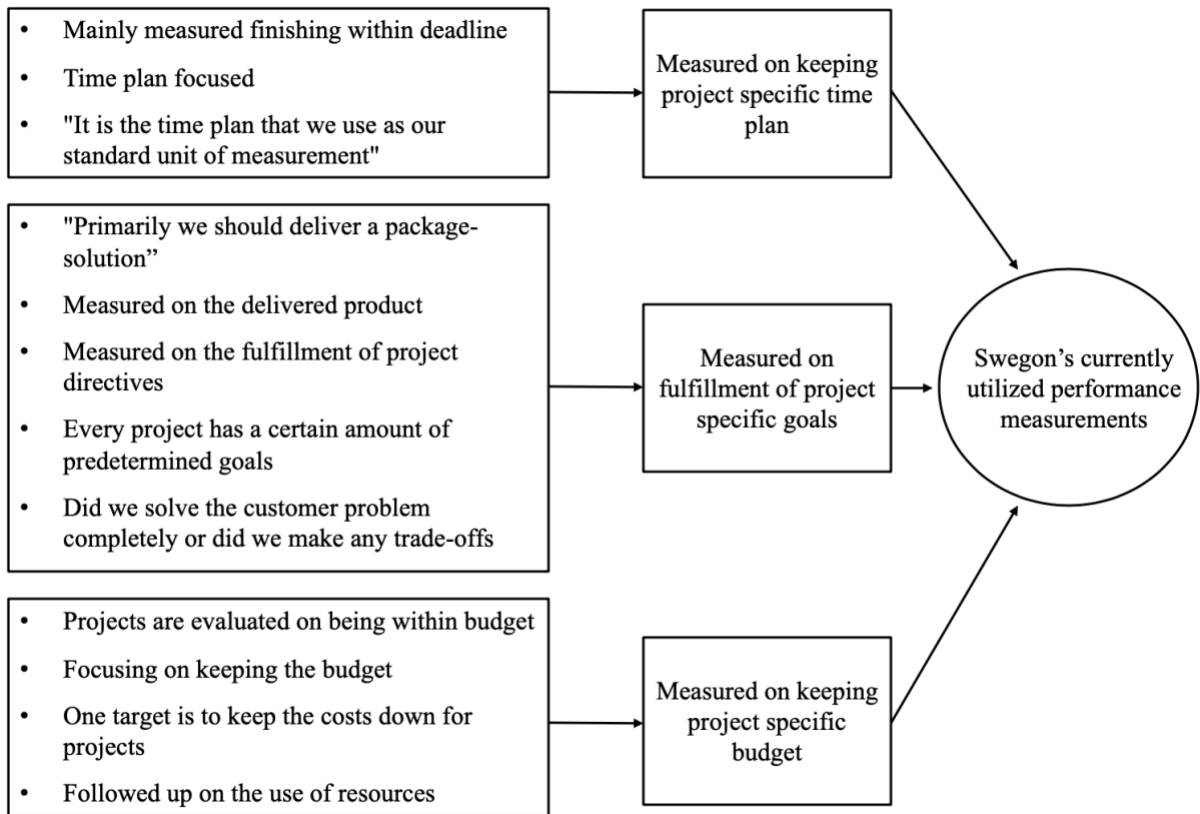 • Mainly measured finishing within deadline
• Time plan focused
• "It is the time plan that we use as our
standard unit of measurement"
Measured on keeping
project specific time
plan
• "Primarily we should deliver a package-
solution”
• Measured on the delivered product
• Measured on the fulfillment of project
directives
• Every project has a certain amount of
predetermined goals
• Did we solve the customer problem
completely or did we make any trade-offs
Measured on
fulfillment of project
specific goals
Swegon’s currently
utilized performance
measurements
• Projects are evaluated on being within budget
• Focusing on keeping the budget
• One target is to keep the costs down for
projects
• Followed up on the use of resources
Measured on keeping
project specific
budget